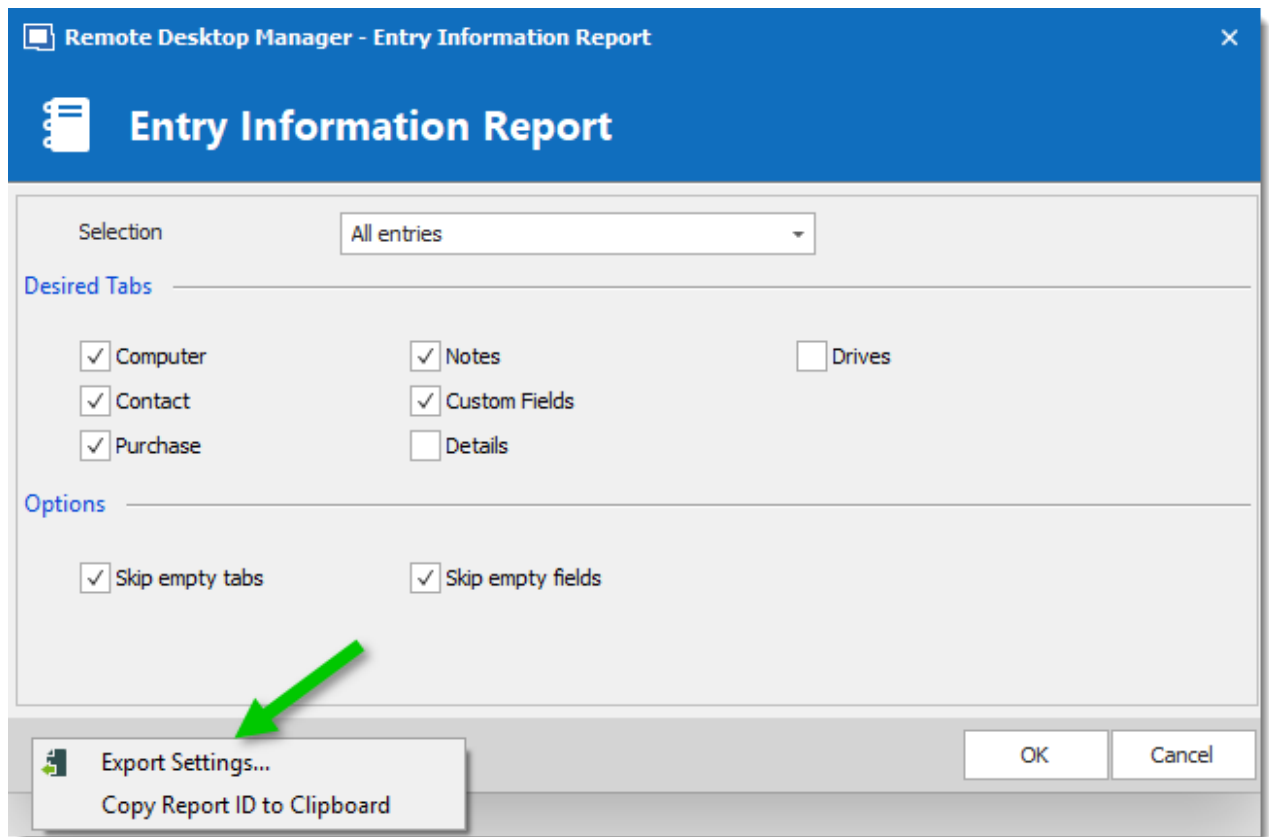 Remote Desktop Manager - Entry Information Report
Entry Information Report
Selection All entries
Desired Tabs
Computer Notes Drives
Contact Custom Fields
Purchase Details
Options
Skip empty tabs Skip empty fields
OK Cancel
Export Settings...
Copy Report ID to Clipboard